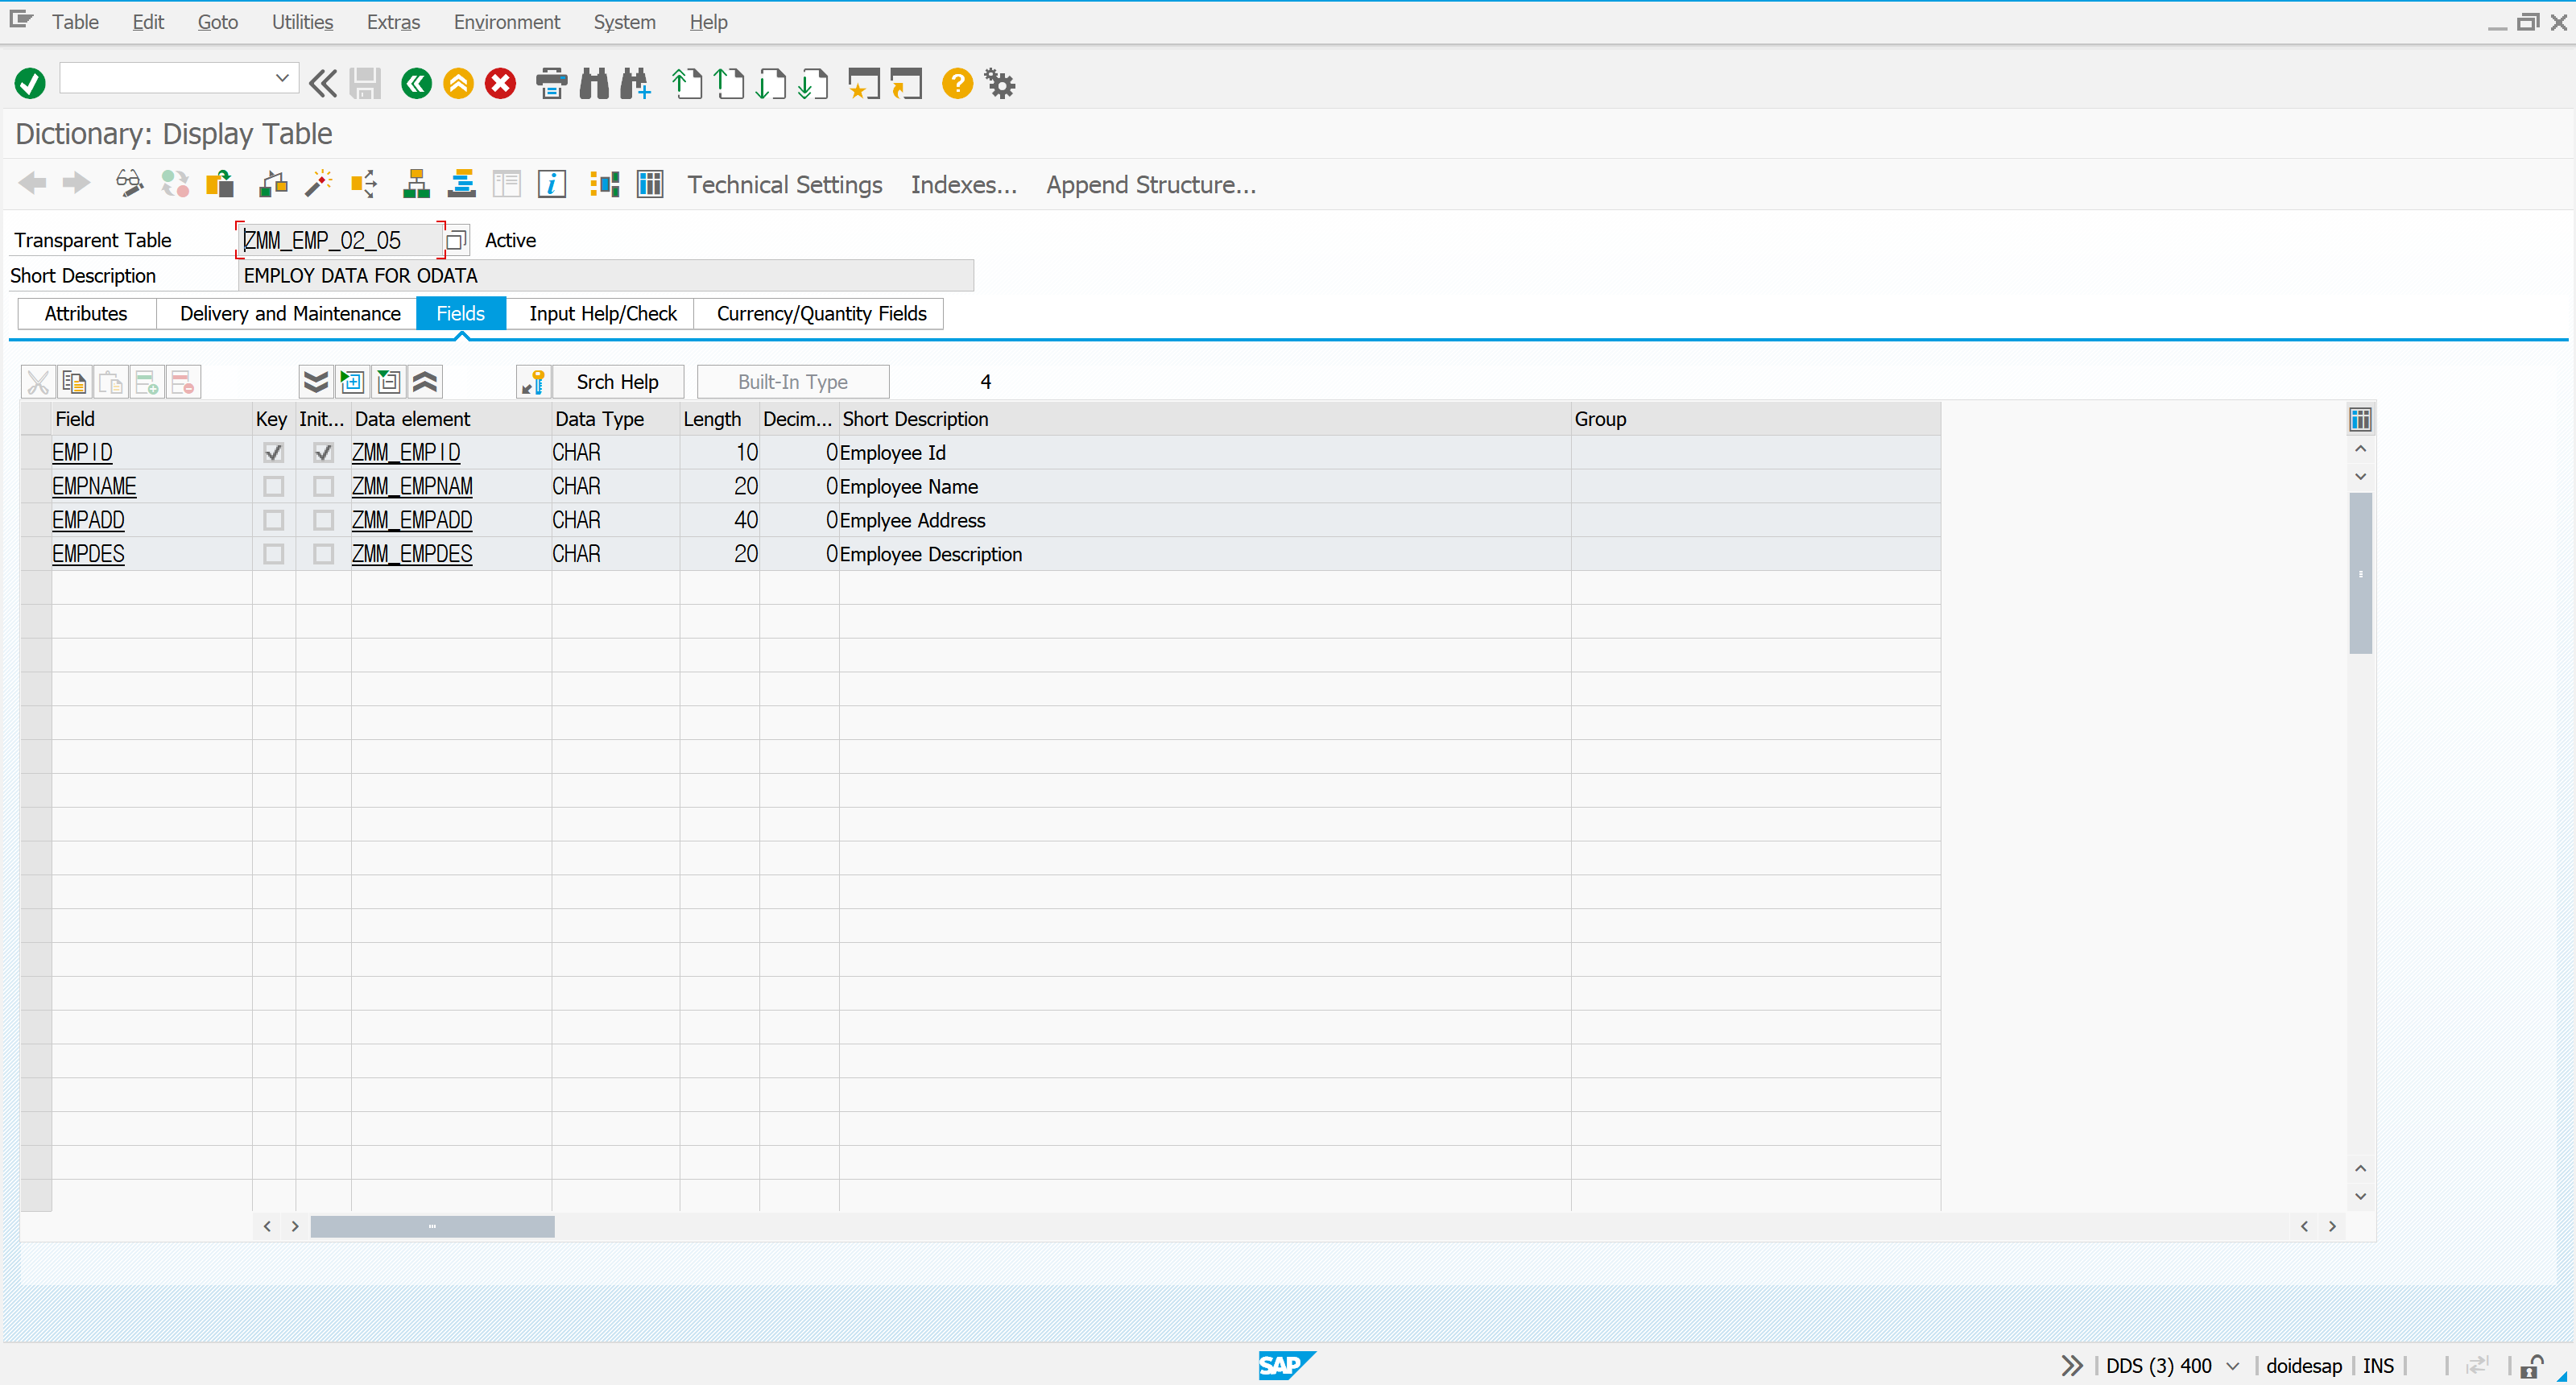 Table Edit Goto Utilities Extras Environment System Help
Dictionary: Display Table
Technical Settings Indexes... Append Structure...
Transparent Table ZMM_EMP_02_05 Active
Short Description EMPLOY DATA FOR ODATA
Attributes Delivery and Maintenance Fields Input Help/Check Currency/Quantity Fields
Srch Help Built-In Type 4
Field Key Init... Data element Data Type Length Decim... Short Description Group
EMPID ZMM_EMPID CHAR 10 0 Employee Id
EMPNAME ZMM_EMPNAM CHAR 20 0 Employee Name
EMPADD ZMM_EMPADD CHAR 40 0 Emplyee Address
EMPDES ZMM_EMPDES CHAR 20 0 Employee Description
SAP DDS (3) 400 doidesap INS